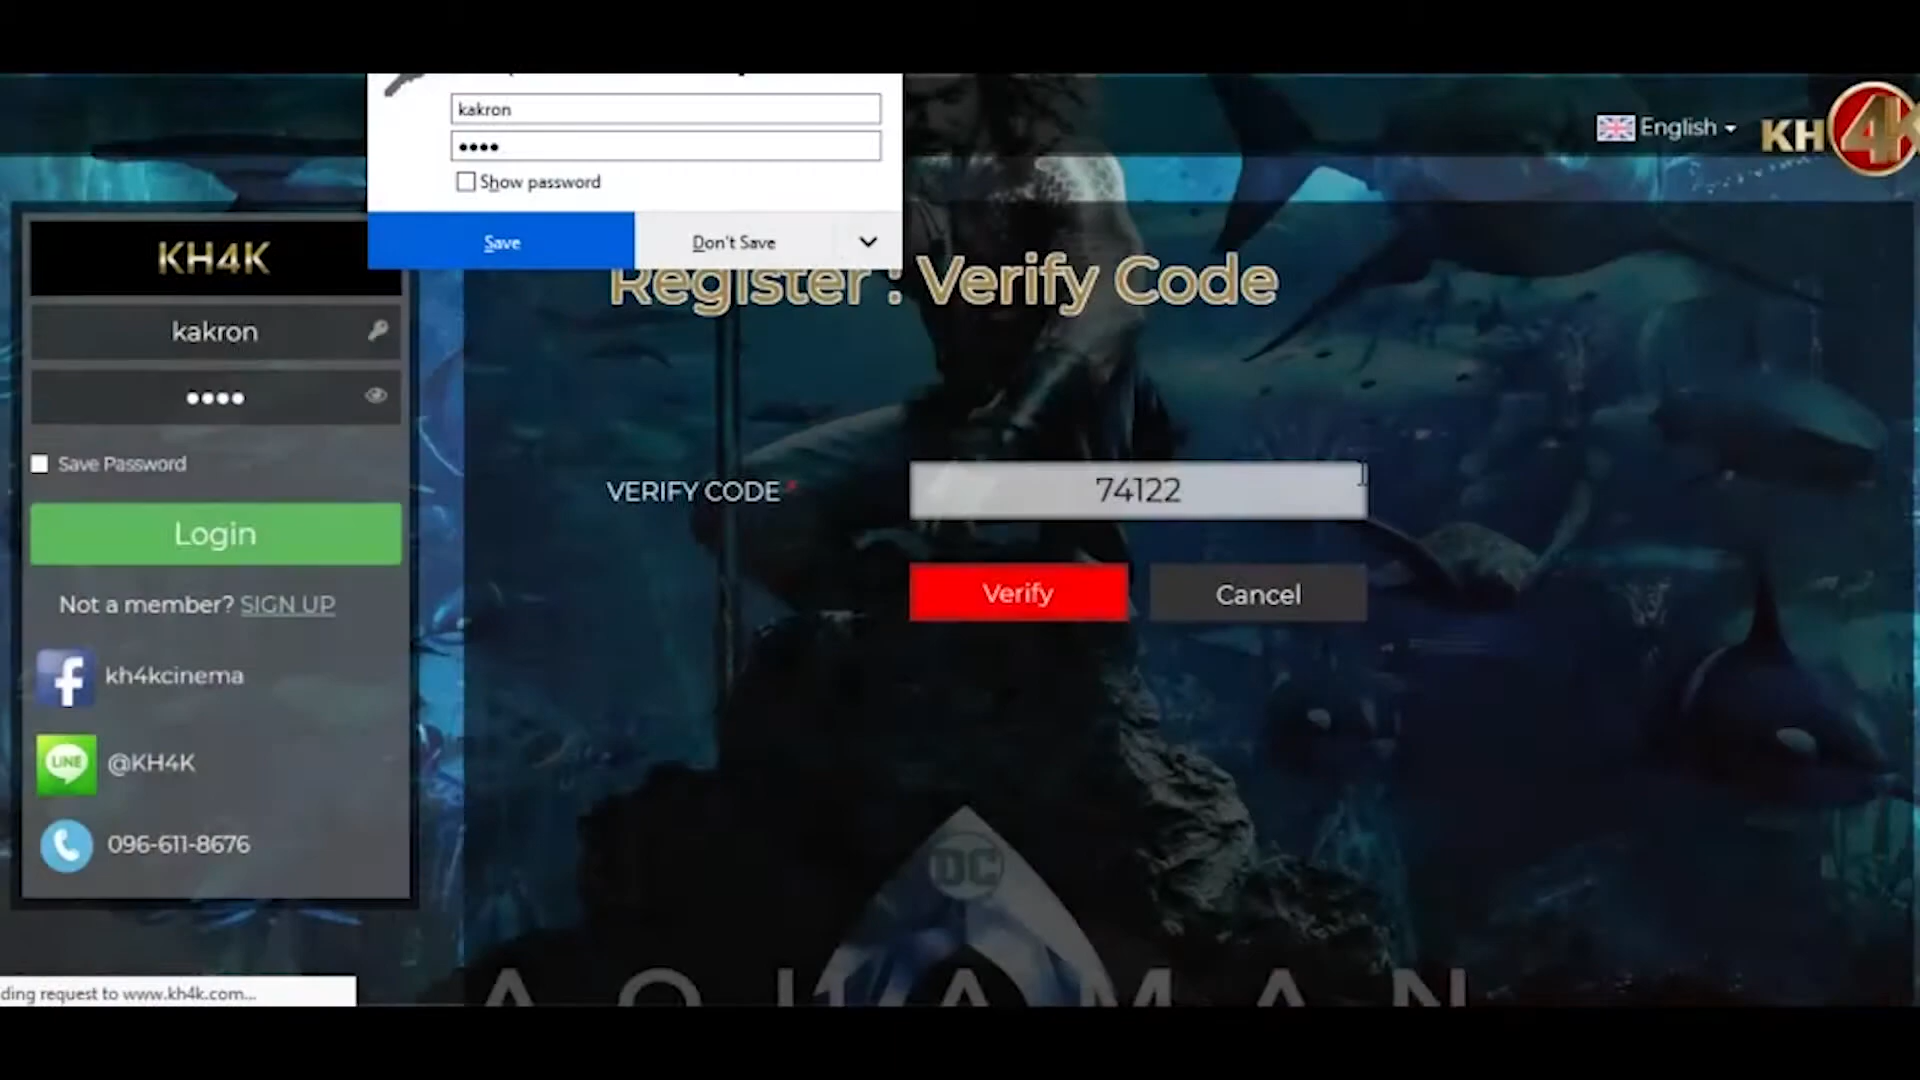 kakron
••••
Show password
Save
Don't Save
English
KH4K
KH4K
kakron
••••
Save Password
Login
Not a member? SIGN UP
kh4kcinema
LINE
@KH4K
096-611-8676
Register : Verify Code
VERIFY CODE *
74122
Verify
Cancel
DC
AQUAMAN
ding request to www.kh4k.com...